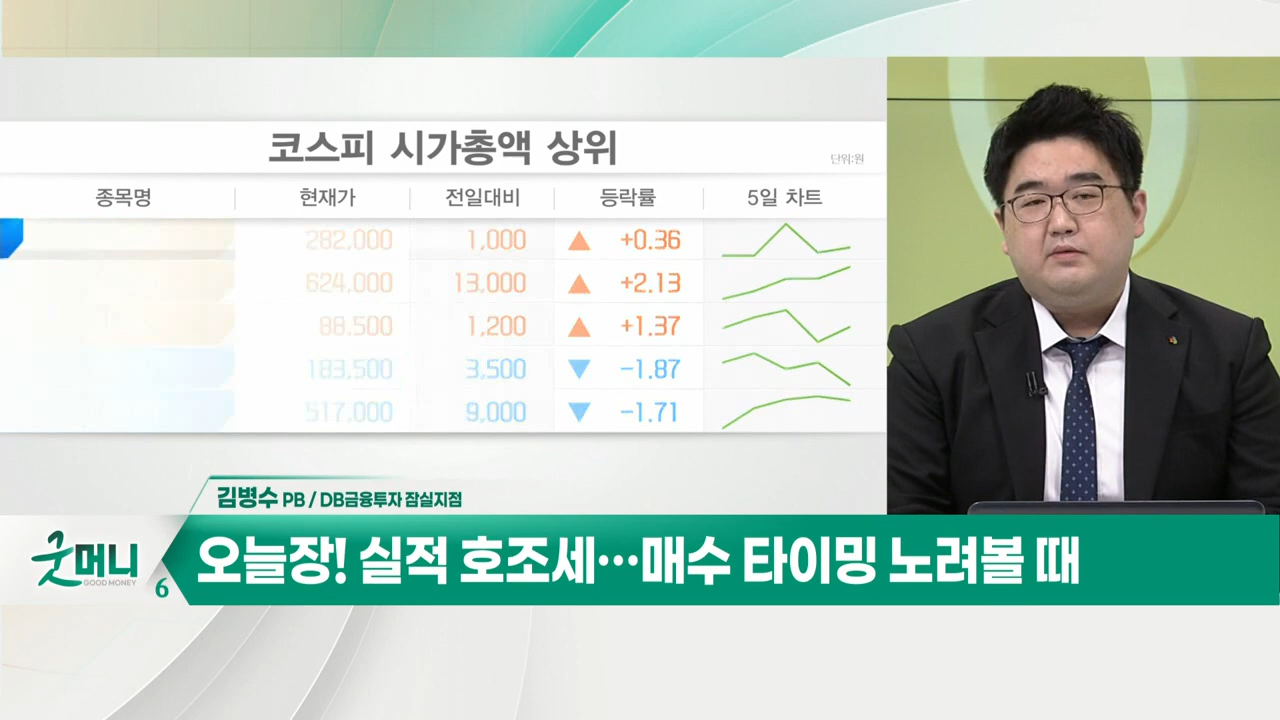 코스피 시가총액 상위
단위:원
종목명 현재가 전일대비 등락률 5일 차트
282,000 1,000 ▲ +0.36
624,000 13,000 ▲ +2.13
88,500 1,200 ▲ +1.37
183,500 3,500 ▼ -1.87
517,000 9,000 ▼ -1.71
김병수 PB / DB금융투자 잠실지점
굿머니
GOOD MONEY
6
오늘장! 실적 호조세…매수 타이밍 노려볼 때